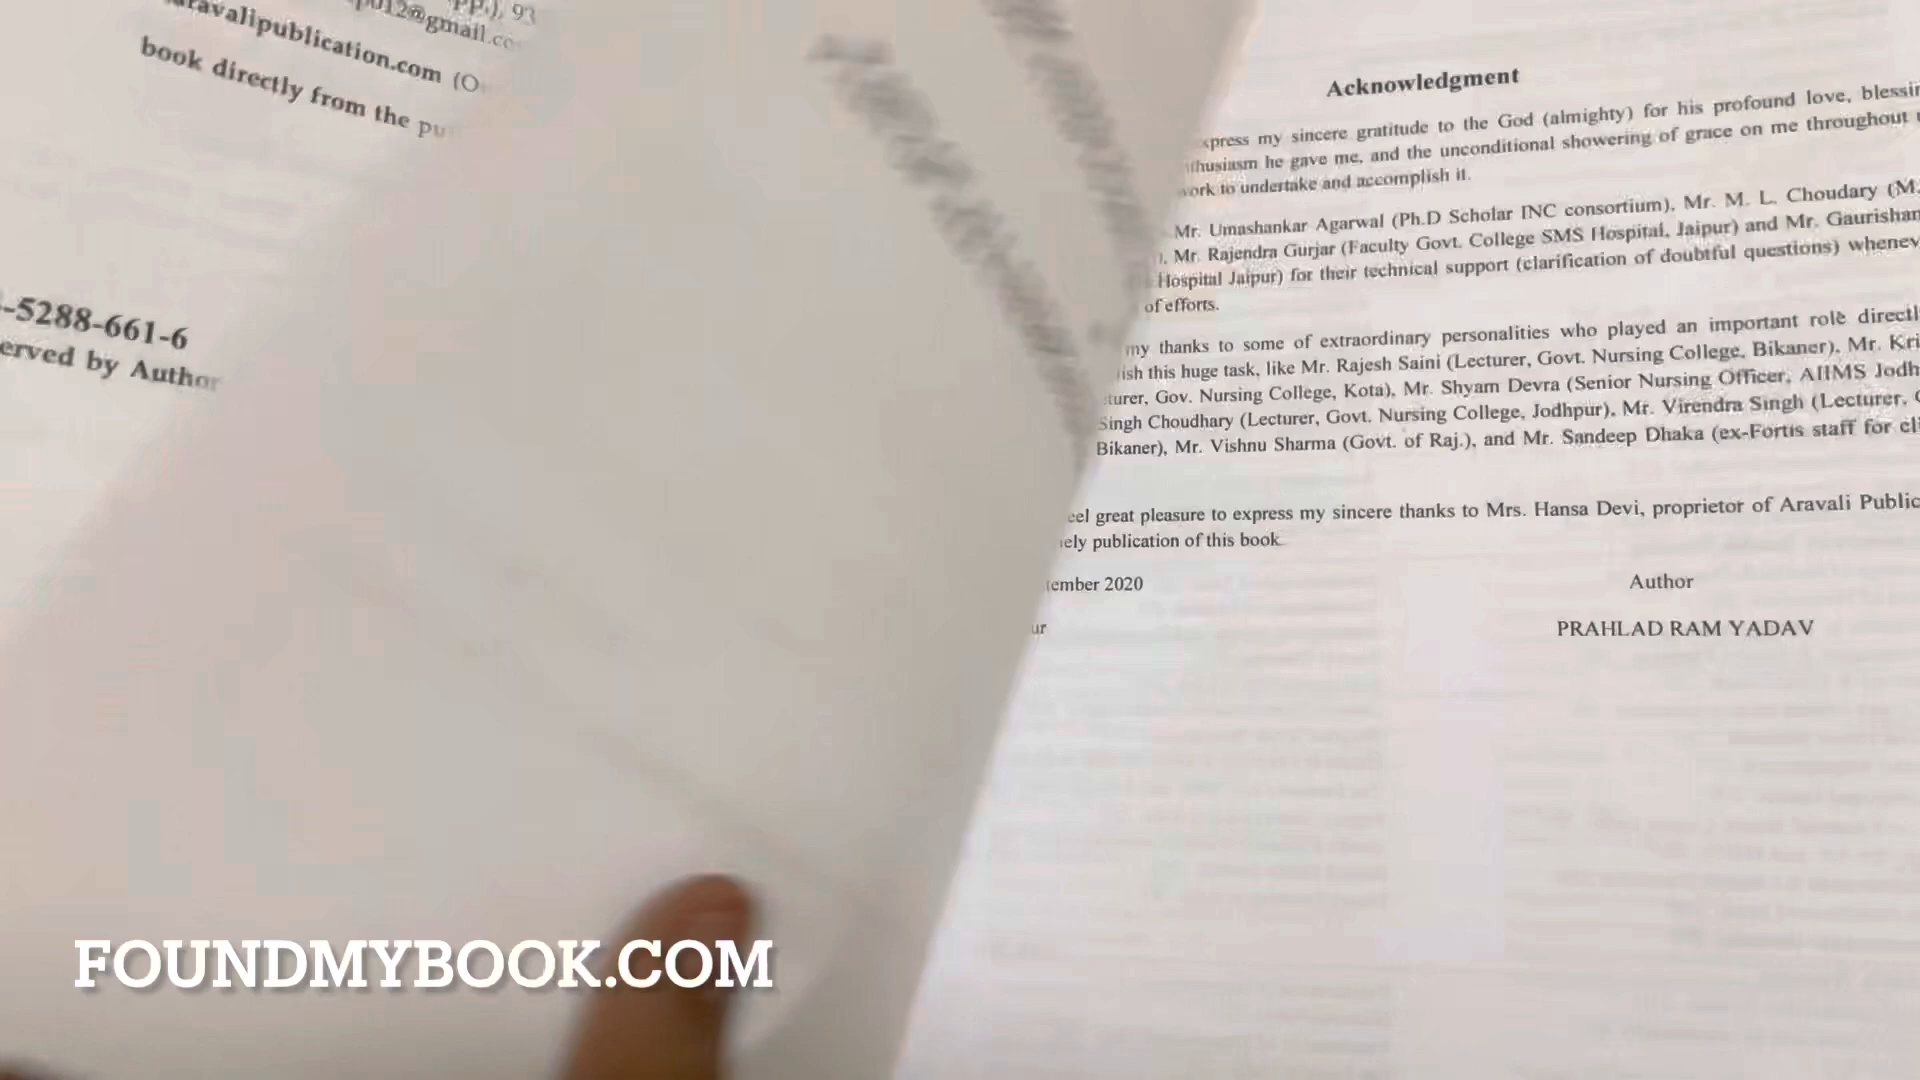 PP.), 93
p012@gmail.co
aravalipublication.com (O
book directly from the pu
-5288-661-6
erved by Author
Acknowledgment
xpress my sincere gratitude to the God (almighty) for his profound love, blessin
thusiasm he gave me, and the unconditional showering of grace on me throughout
work to undertake and accomplish it.
Mr. Umashankar Agarwal (Ph.D Scholar INC consortium), Mr. M. L. Choudary (M.
), Mr. Rajendra Gurjar (Faculty Govt. College SMS Hospital, Jaipur) and Mr. Gaurishan
Hospital Jaipur) for their technical support (clarification of doubtful questions) whenev
of efforts.
my thanks to some of extraordinary personalities who played an important role directl
ish this huge task, like Mr. Rajesh Saini (Lecturer, Govt. Nursing College, Bikaner), Mr. Kri
turer, Gov. Nursing College, Kota), Mr. Shyam Devra (Senior Nursing Officer, AIIMS Jodh
Singh Choudhary (Lecturer, Govt. Nursing College, Jodhpur), Mr. Virendra Singh (Lecturer,
Bikaner), Mr. Vishnu Sharma (Govt. of Raj.), and Mr. Sandeep Dhaka (ex-Fortis staff for cli
eel great pleasure to express my sincere thanks to Mrs. Hansa Devi, proprietor of Aravali Public
ely publication of this book
tember 2020
Author
ur
PRAHLAD RAM YADAV
FOUNDMYBOOK.COM